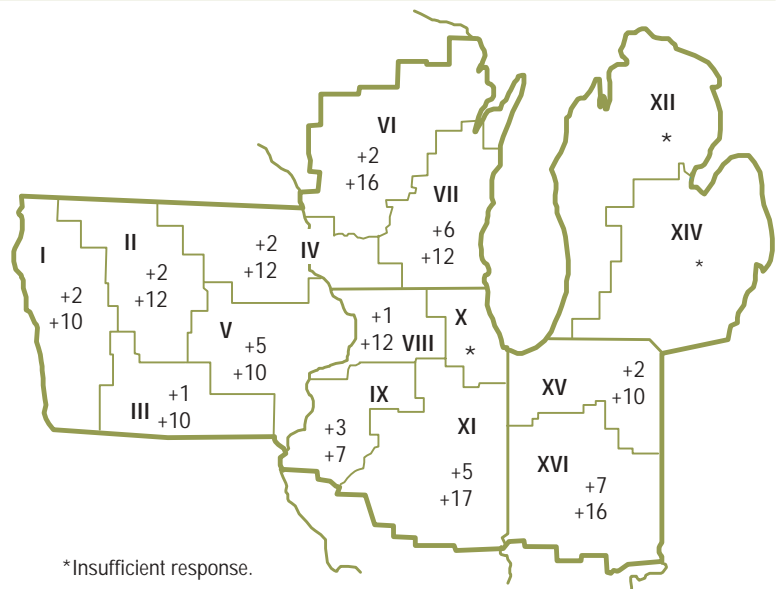 XII
*
VI
+2
+16
VII
+6
+12
XIV
*
I
+2
+10
II
+2
+12
+2
+12
IV
V
+5
+10
III
+1
+10
+1
+12
VIII
X
*
IX
+3
+7
XI
+5
+17
XV
+2
+10
XVI
+7
+16
*Insufficient response.